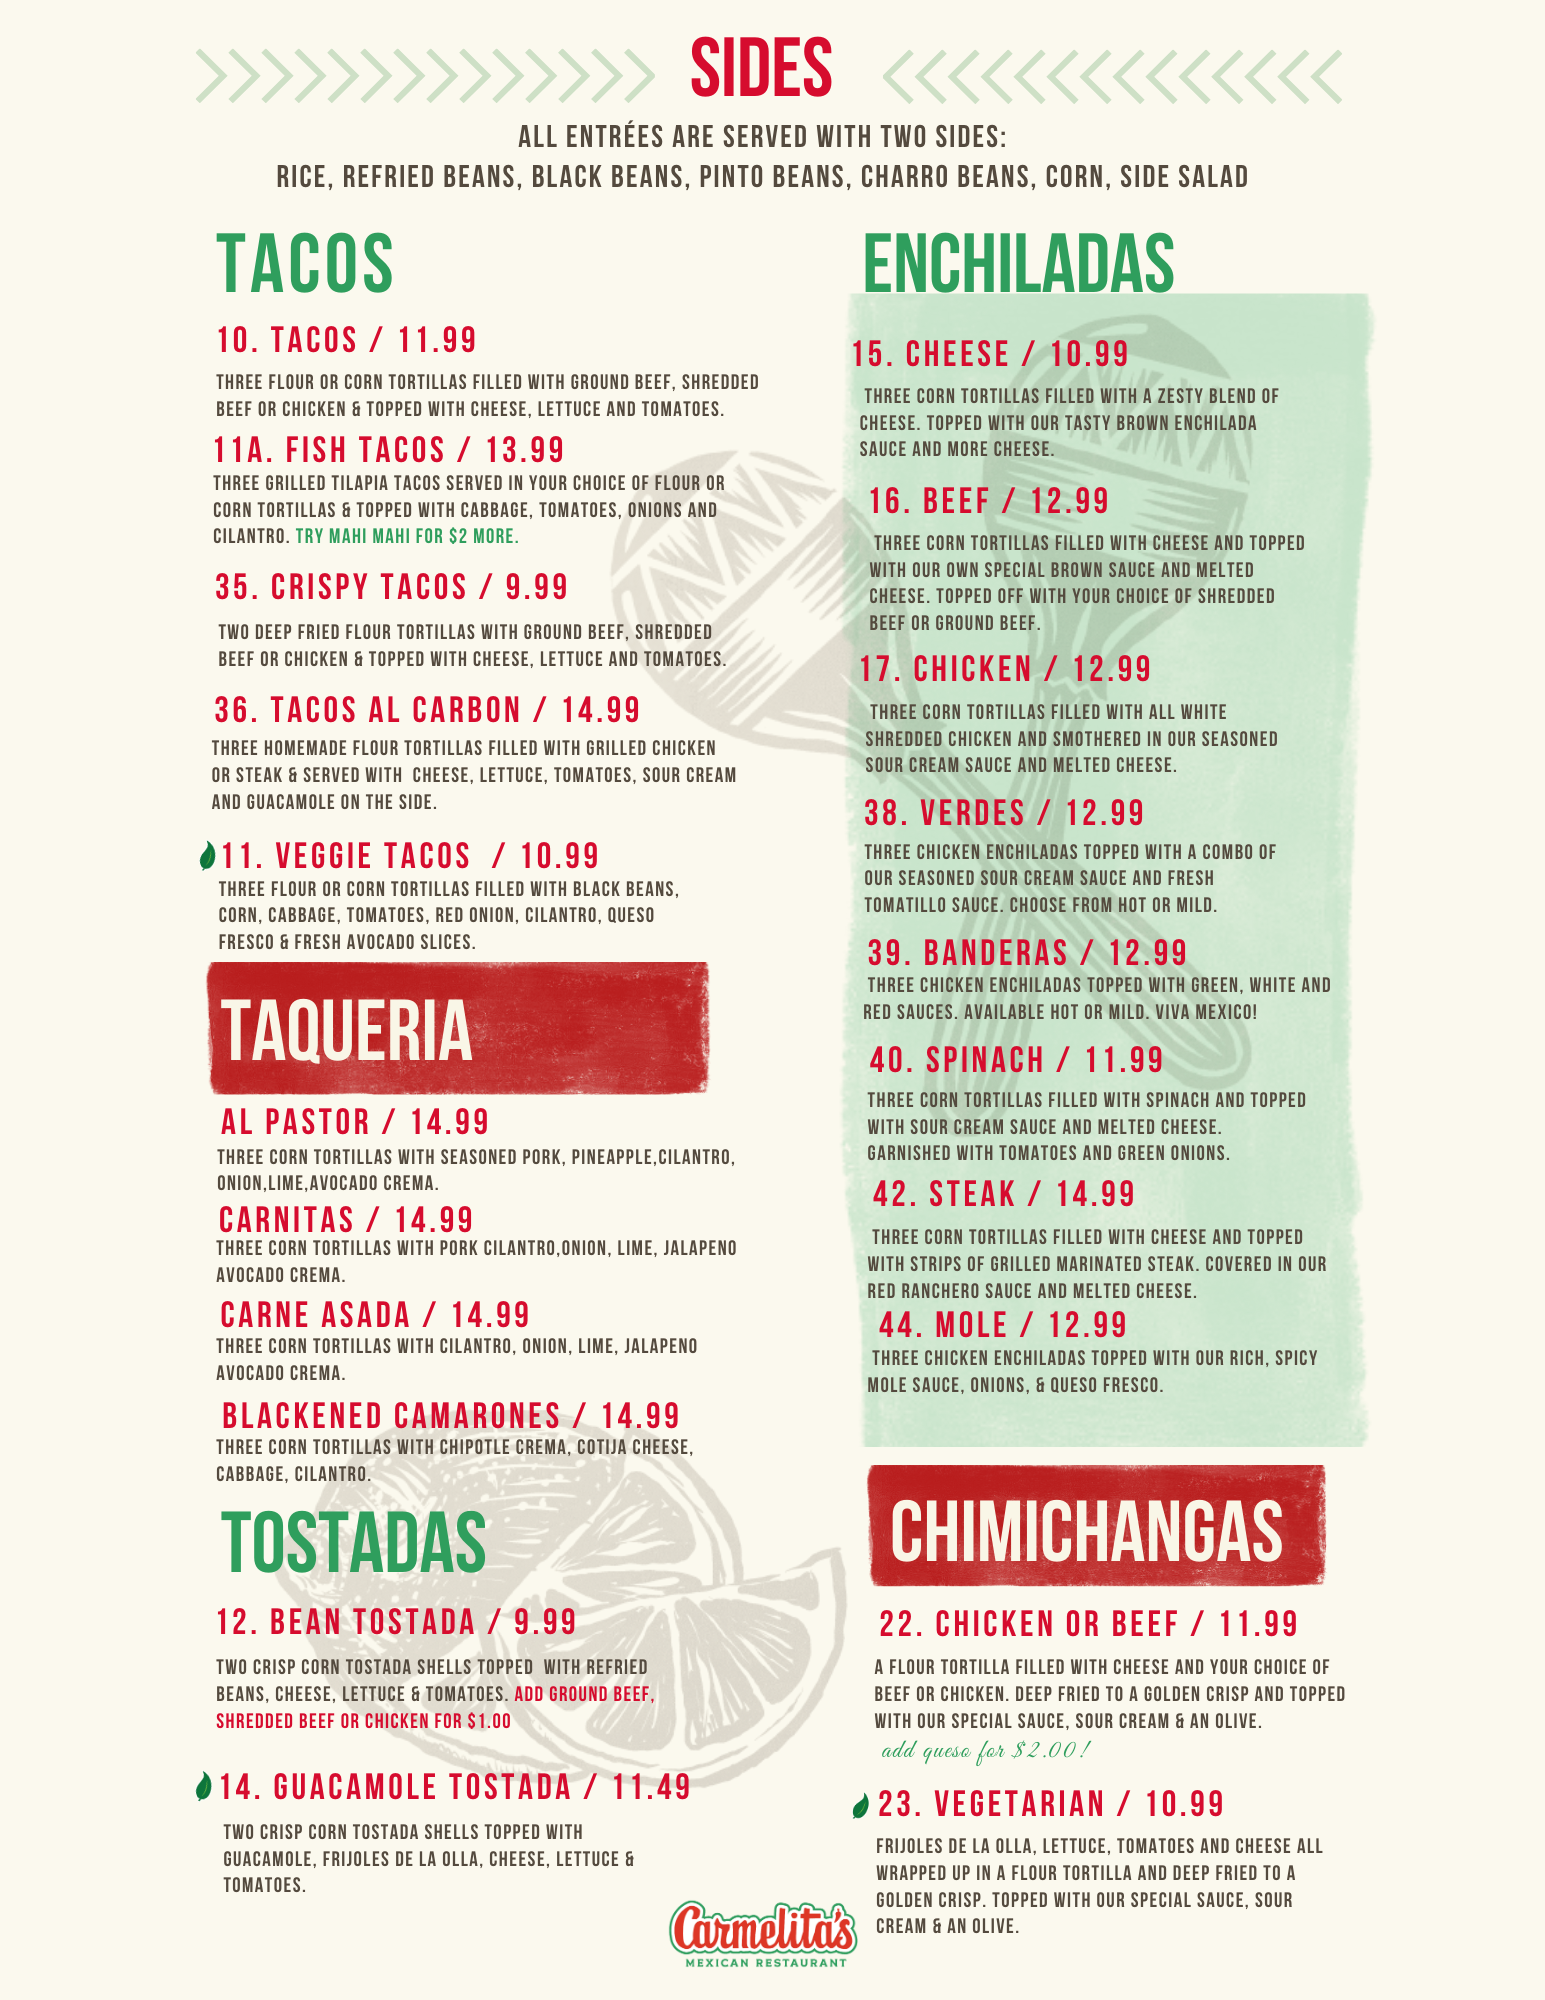 SIDES
ALL ENTRÉES ARE SERVED WITH TWO SIDES:
RICE, REFRIED BEANS, BLACK BEANS, PINTO BEANS, CHARRO BEANS, CORN, SIDE SALAD
TACOS
10. TACOS / 11.99
THREE FLOUR OR CORN TORTILLAS FILLED WITH GROUND BEEF, SHREDDED
BEEF OR CHICKEN & TOPPED WITH CHEESE, LETTUCE AND TOMATOES.
11A. FISH TACOS / 13.99
THREE GRILLED TILAPIA TACOS SERVED IN YOUR CHOICE OF FLOUR OR
CORN TORTILLAS & TOPPED WITH CABBAGE, TOMATOES, ONIONS AND
CILANTRO. TRY MAHI MAHI FOR $2 MORE.
35. CRISPY TACOS / 9.99
TWO DEEP FRIED FLOUR TORTILLAS WITH GROUND BEEF, SHREDDED
BEEF OR CHICKEN & TOPPED WITH CHEESE, LETTUCE AND TOMATOES.
36. TACOS AL CARBON / 14.99
THREE HOMEMADE FLOUR TORTILLAS FILLED WITH GRILLED CHICKEN
OR STEAK & SERVED WITH CHEESE, LETTUCE, TOMATOES, SOUR CREAM
AND GUACAMOLE ON THE SIDE.
11. VEGGIE TACOS / 10.99
THREE FLOUR OR CORN TORTILLAS FILLED WITH BLACK BEANS,
CORN, CABBAGE, TOMATOES, RED ONION, CILANTRO, QUESO
FRESCO & FRESH AVOCADO SLICES.
TAQUERIA
AL PASTOR / 14.99
THREE CORN TORTILLAS WITH SEASONED PORK, PINEAPPLE,CILANTRO,
ONION,LIME,AVOCADO CREMA.
CARNITAS / 14.99
THREE CORN TORTILLAS WITH PORK CILANTRO,ONION, LIME, JALAPENO
AVOCADO CREMA.
CARNE ASADA / 14.99
THREE CORN TORTILLAS WITH CILANTRO, ONION, LIME, JALAPENO
AVOCADO CREMA.
BLACKENED CAMARONES / 14.99
THREE CORN TORTILLAS WITH CHIPOTLE CREMA, COTIJA CHEESE,
CABBAGE, CILANTRO.
TOSTADAS
12. BEAN TOSTADA / 9.99
TWO CRISP CORN TOSTADA SHELLS TOPPED WITH REFRIED
BEANS, CHEESE, LETTUCE & TOMATOES. ADD GROUND BEEF,
SHREDDED BEEF OR CHICKEN FOR $1.00
14. GUACAMOLE TOSTADA / 11.49
TWO CRISP CORN TOSTADA SHELLS TOPPED WITH
GUACAMOLE, FRIJOLES DE LA OLLA, CHEESE, LETTUCE &
TOMATOES.
ENCHILADAS
15. CHEESE / 10.99
THREE CORN TORTILLAS FILLED WITH A ZESTY BLEND OF
CHEESE. TOPPED WITH OUR TASTY BROWN ENCHILADA
SAUCE AND MORE CHEESE.
16. BEEF / 12.99
THREE CORN TORTILLAS FILLED WITH CHEESE AND TOPPED
WITH OUR OWN SPECIAL BROWN SAUCE AND MELTED
CHEESE. TOPPED OFF WITH YOUR CHOICE OF SHREDDED
BEEF OR GROUND BEEF.
17. CHICKEN / 12.99
THREE CORN TORTILLAS FILLED WITH ALL WHITE
SHREDDED CHICKEN AND SMOTHERED IN OUR SEASONED
SOUR CREAM SAUCE AND MELTED CHEESE.
38. VERDES / 12.99
THREE CHICKEN ENCHILADAS TOPPED WITH A COMBO OF
OUR SEASONED SOUR CREAM SAUCE AND FRESH
TOMATILLO SAUCE. CHOOSE FROM HOT OR MILD.
39. BANDERAS / 12.99
THREE CHICKEN ENCHILADAS TOPPED WITH GREEN, WHITE AND
RED SAUCES. AVAILABLE HOT OR MILD. VIVA MEXICO!
40. SPINACH / 11.99
THREE CORN TORTILLAS FILLED WITH SPINACH AND TOPPED
WITH SOUR CREAM SAUCE AND MELTED CHEESE.
GARNISHED WITH TOMATOES AND GREEN ONIONS.
42. STEAK / 14.99
THREE CORN TORTILLAS FILLED WITH CHEESE AND TOPPED
WITH STRIPS OF GRILLED MARINATED STEAK. COVERED IN OUR
RED RANCHERO SAUCE AND MELTED CHEESE.
44. MOLE / 12.99
THREE CHICKEN ENCHILADAS TOPPED WITH OUR RICH, SPICY
MOLE SAUCE, ONIONS, & QUESO FRESCO.
CHIMICHANGAS
22. CHICKEN OR BEEF / 11.99
A FLOUR TORTILLA FILLED WITH CHEESE AND YOUR CHOICE OF
BEEF OR CHICKEN. DEEP FRIED TO A GOLDEN CRISP AND TOPPED
WITH OUR SPECIAL SAUCE, SOUR CREAM & AN OLIVE.
add queso for $2.00!
23. VEGETARIAN / 10.99
FRIJOLES DE LA OLLA, LETTUCE, TOMATOES AND CHEESE ALL
WRAPPED UP IN A FLOUR TORTILLA AND DEEP FRIED TO A
GOLDEN CRISP. TOPPED WITH OUR SPECIAL SAUCE, SOUR
CREAM & AN OLIVE.
Carmelita's
MEXICAN RESTAURANT